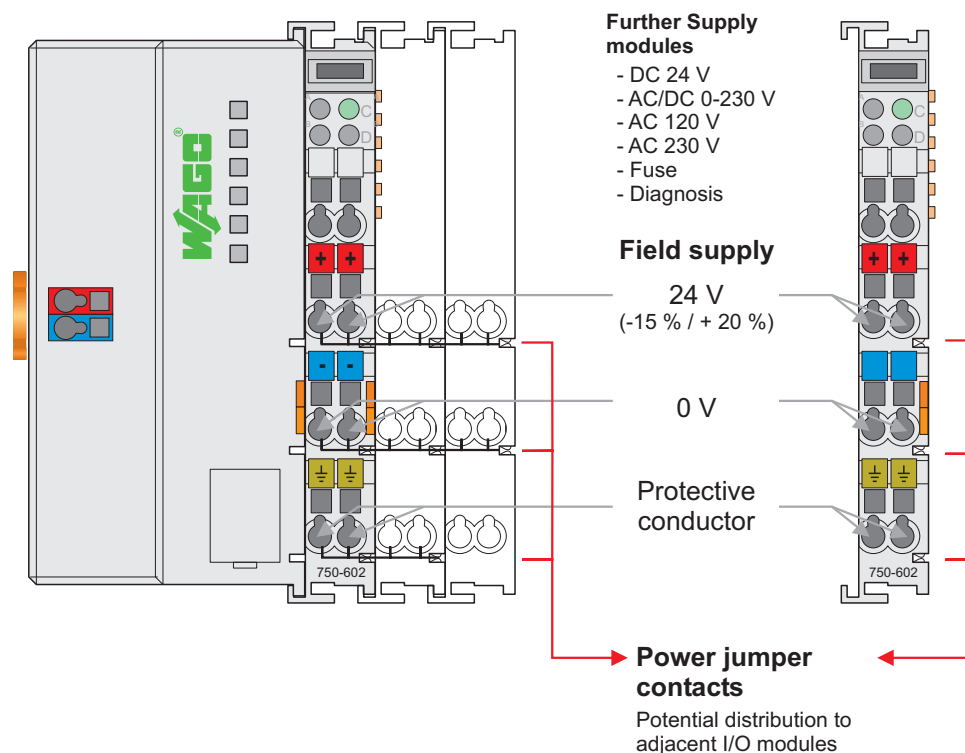 WAGO
®
A
C
B
D
+ +
- -
750-602
Further Supply
modules
- DC 24 V
- AC/DC 0-230 V
- AC 120 V
- AC 230 V
- Fuse
- Diagnosis
Field supply
24 V
(-15 % / + 20 %)
0 V
Protective
conductor
Power jumper
contacts
Potential distribution to
adjacent I/O modules
C
D
+ +
750-602